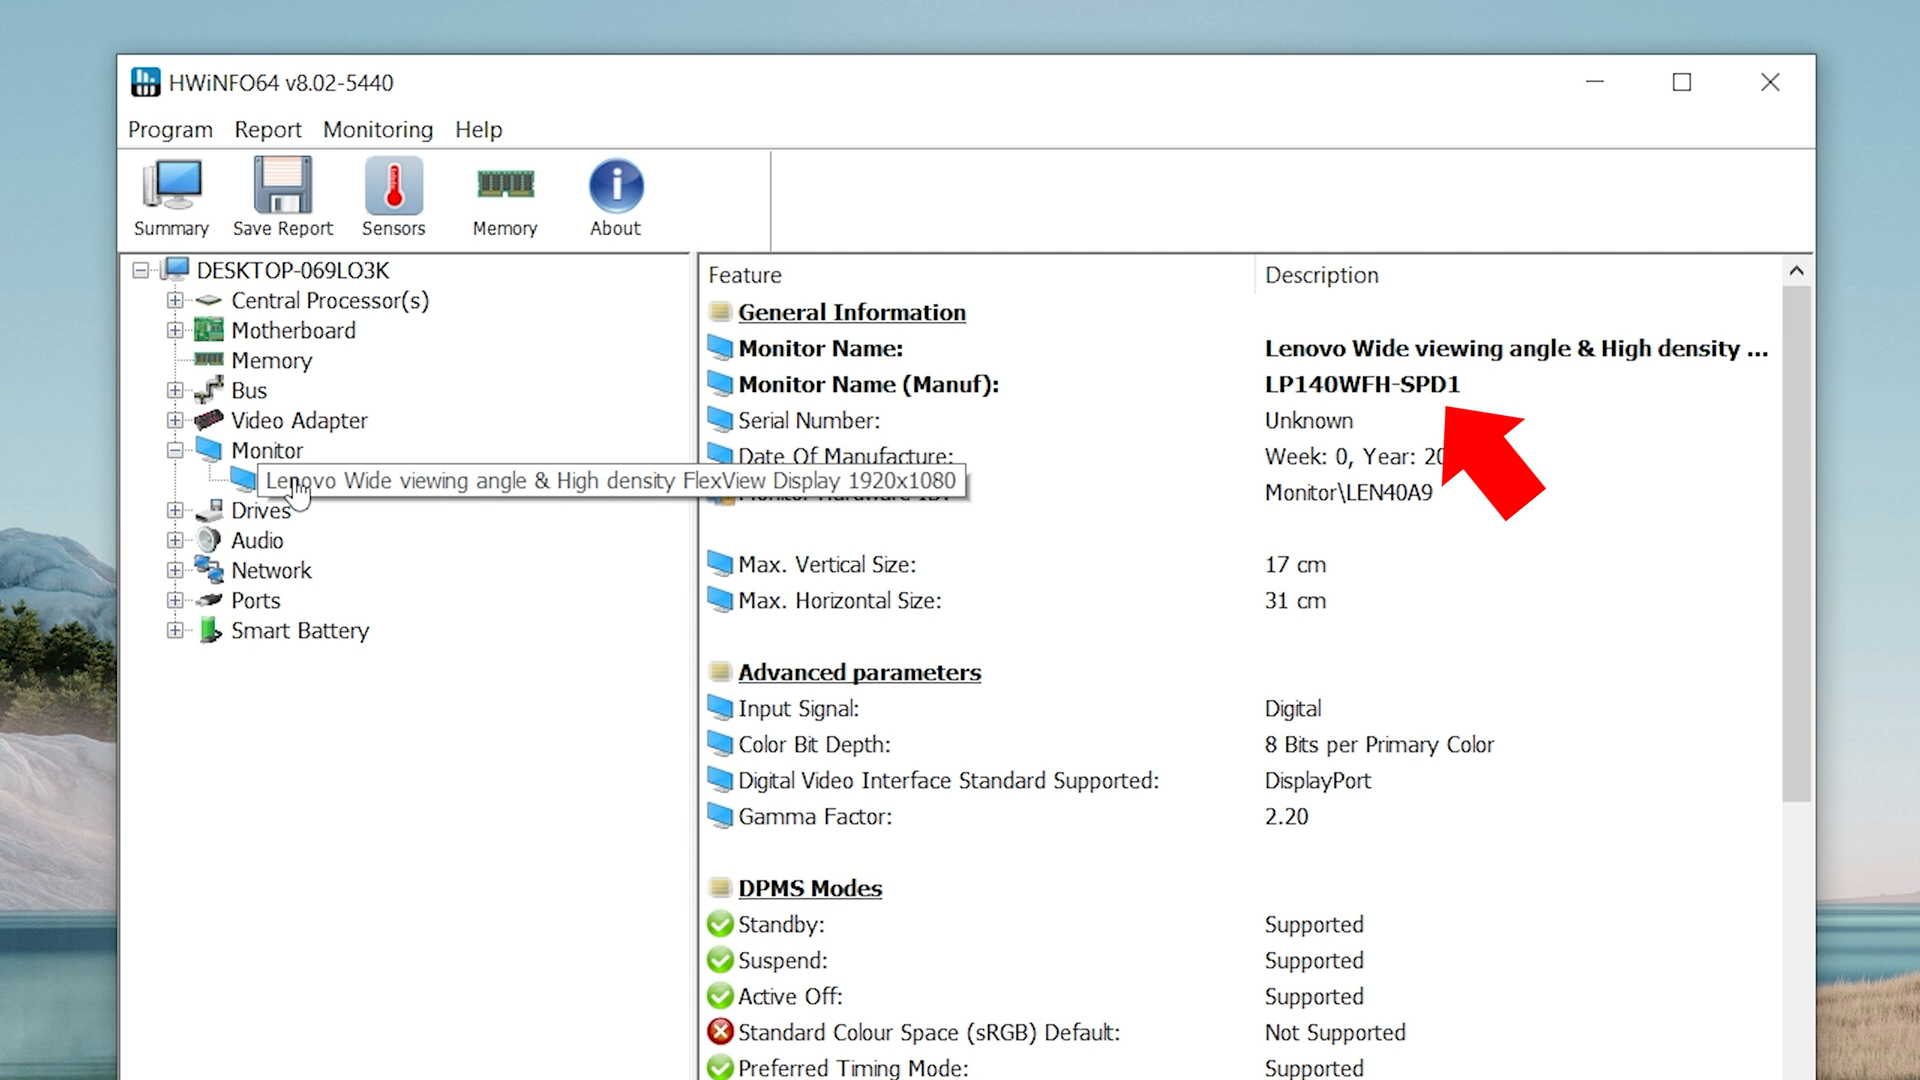 HWiNFO64 v8.02-5440
Program Report Monitoring Help
Summary Save Report Sensors Memory About
DESKTOP-069LO3K
Central Processor(s)
Motherboard
Memory
Bus
Video Adapter
Monitor
Lenovo Wide viewing angle & High density FlexView Display 1920x1080
Drives
Audio
Network
Ports
Smart Battery
Feature Description
General Information
Monitor Name: Lenovo Wide viewing angle & High density ...
Monitor Name (Manuf): LP140WFH-SPD1
Serial Number: Unknown
Date Of Manufacture: Week: 0, Year: 20
Monitor\LEN40A9
Max. Vertical Size: 17 cm
Max. Horizontal Size: 31 cm
Advanced parameters
Input Signal: Digital
Color Bit Depth: 8 Bits per Primary Color
Digital Video Interface Standard Supported: DisplayPort
Gamma Factor: 2.20
DPMS Modes
Standby: Supported
Suspend: Supported
Active Off: Supported
Standard Colour Space (sRGB) Default: Not Supported
Preferred Timing Mode: Supported